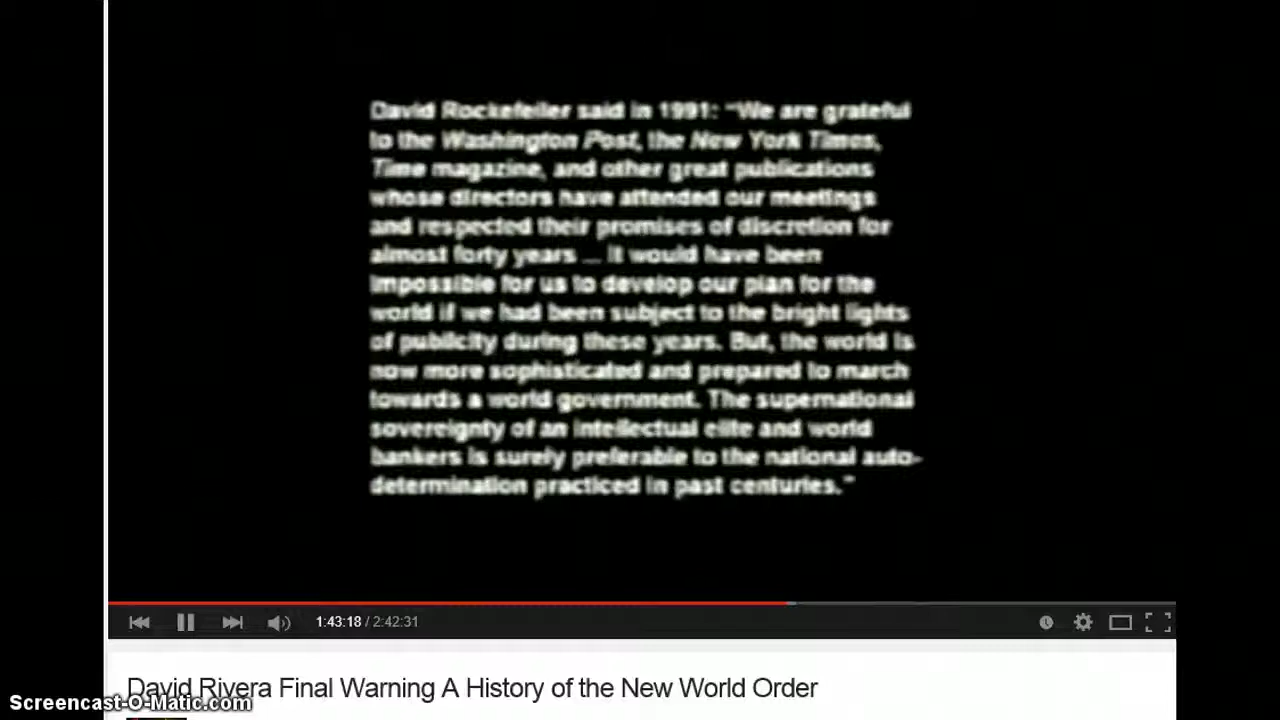 David Rockefeller said in 1991: "We are grateful
to the Washington Post, the New York Times,
Time magazine, and other great publications
whose directors have attended our meetings
and respected their promises of discretion for
almost forty years ... It would have been
impossible for us to develop our plan for the
world if we had been subject to the bright lights
of publicity during these years. But, the world is
now more sophisticated and prepared to march
towards a world government. The supernational
sovereignty of an intellectual elite and world
bankers is surely preferable to the national auto-
determination practiced in past centuries."
1:43:18 / 2:42:31
David Rivera Final Warning A History of the New World Order
Screencast-O-Matic.com